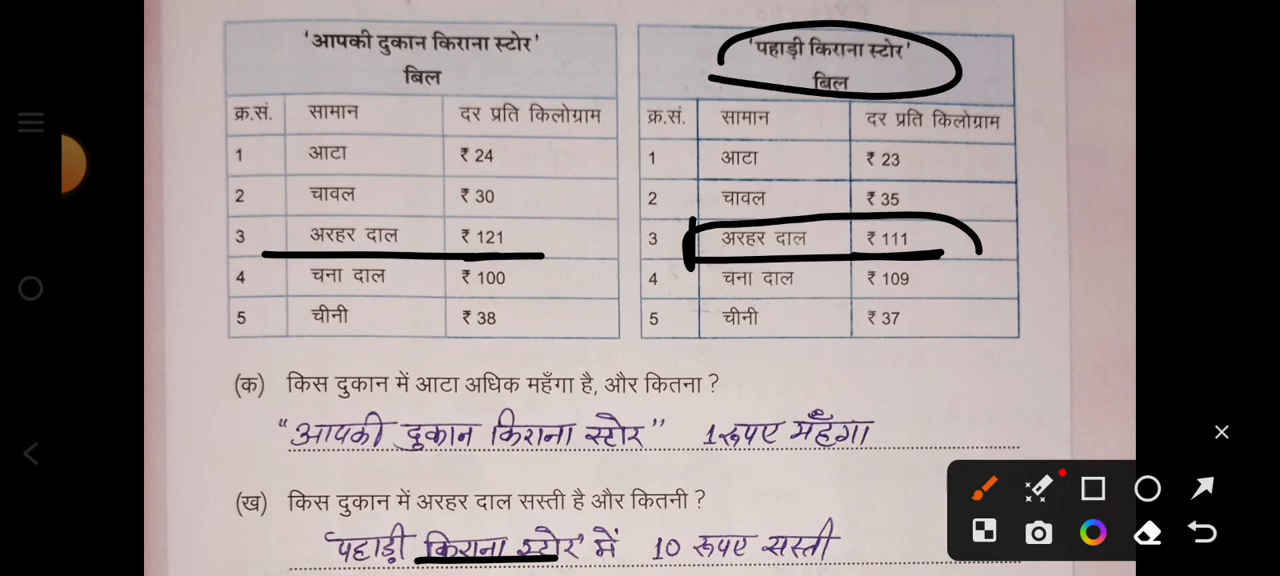 'आपकी दुकान किराना स्टोर'
बिल
क्र.सं. सामान दर प्रति किलोग्राम
1 आटा ₹ 24
2 चावल ₹ 30
3 अरहर दाल ₹ 121
4 चना दाल ₹ 100
5 चीनी ₹ 38
'पहाड़ी किराना स्टोर'
बिल
क्र.सं. सामान दर प्रति किलोग्राम
1 आटा ₹ 23
2 चावल ₹ 35
3 अरहर दाल ₹ 111
4 चना दाल ₹ 109
5 चीनी ₹ 37
(क) किस दुकान में आटा अधिक महँगा है, और कितना ?
"आपकी दुकान किराना स्टोर" 1 रूपए मँहगा
(ख) किस दुकान में अरहर दाल सस्ती है और कितनी ?
'पहाड़ी किराना स्टोर' में 10 रूपए सस्ती